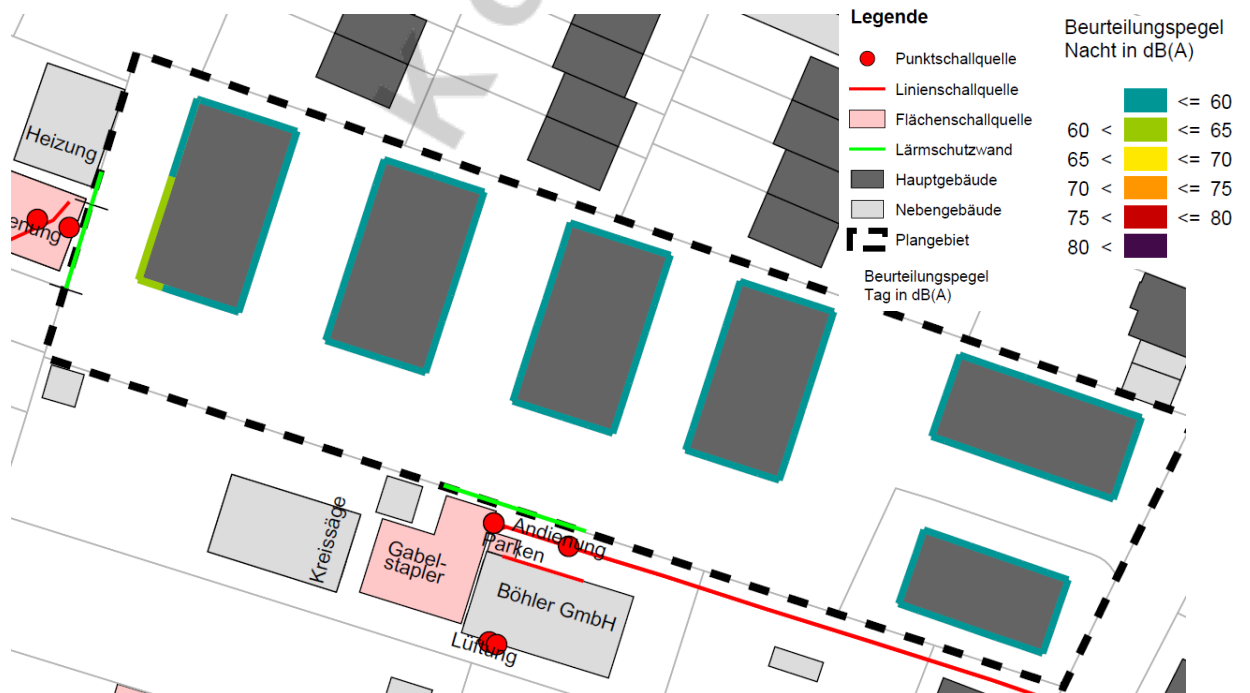 K o
Heizung
enung
Kreissäge
Gabel-
stapler
Andienung
Parken
Böhler GmbH
Lüftung
Legende
Punktschallquelle
Linienschallquelle
Flächenschallquelle
Lärmschutzwand
Hauptgebäude
Nebengebäude
Plangebiet
Beurteilungspegel
Tag in dB(A)
Beurteilungspegel
Nacht in dB(A)
<= 60
60 < <= 65
65 < <= 70
70 < <= 75
75 < <= 80
80 <